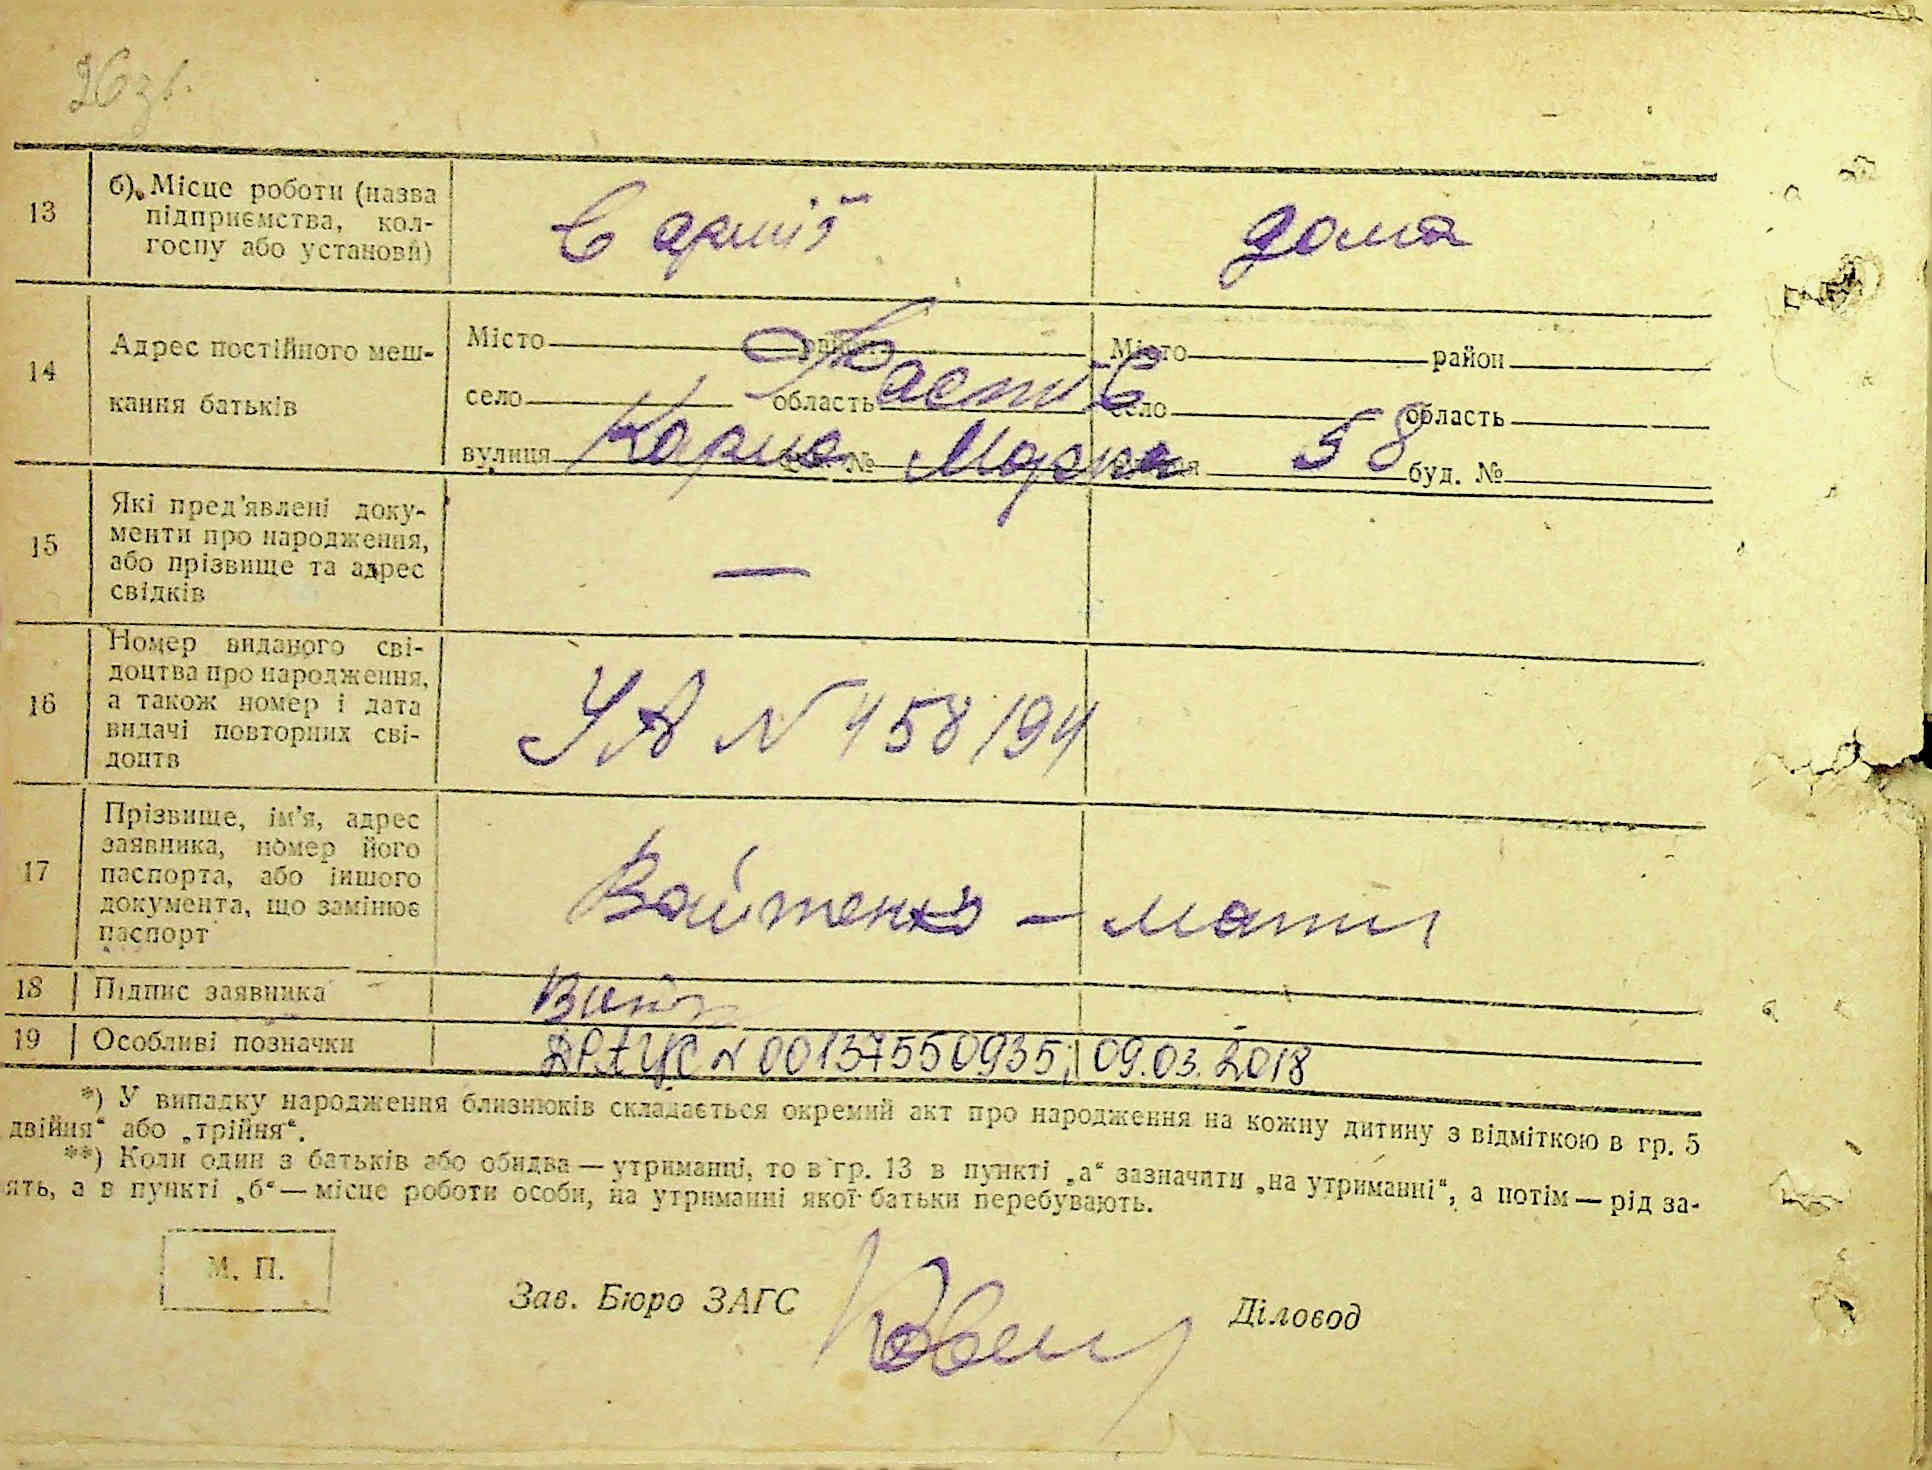 26 зв.
13 б) Місце роботи (назва підприємства, колгоспу або установи) в армії дома
14 Адрес постійного мешкання батьків
Місто район Місто район
село область село область
Фастів
вулиця буд. № вулиця буд. №
Карла Маркса 58
15 Які пред'явлені документи про народження, або прізвище та адрес свідків —
16 Номер виданого свідоцтва про народження, а також номер і дата видачі повторних свідоцтв УА N 458194
17 Прізвище, ім'я, адрес заявника, номер його паспорта, або іншого документа, що замінює паспорт Войтенко — мати
18 Підпис заявника
19 Особливі позначки ДРАЦС N 00137550935; 09.03.2018
*) У випадку народження близнюків складається окремий акт про народження на кожну дитину з відміткою в гр. 5
двійня“ або „трійня“.
**) Коли один з батьків або обидва — утриманці, то в гр. 13 в пункті „а“ зазначити „на утриманні“, а потім — рід за-
ять, а в пункті „б“ — місце роботи особи, на утриманні якої батьки перебувають.
М. П.
Зав. Бюро ЗАГС Діловод